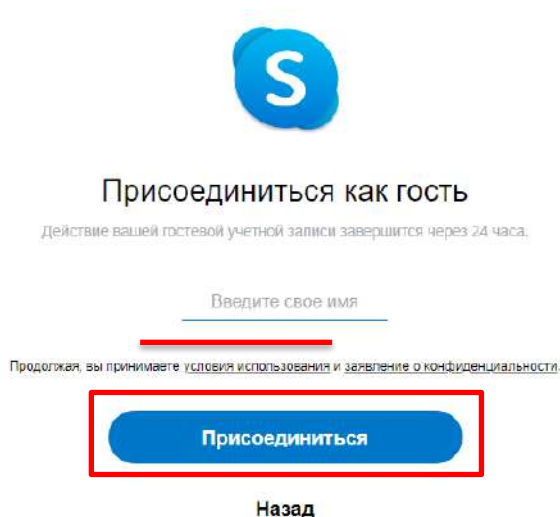 S
Присоединиться как гость
Действие вашей гостевой учетной записи завершится через 24 часа.
Введите свое имя
Продолжая, вы принимаете условия использования и заявление о конфиденциальности.
Присоединиться
Назад